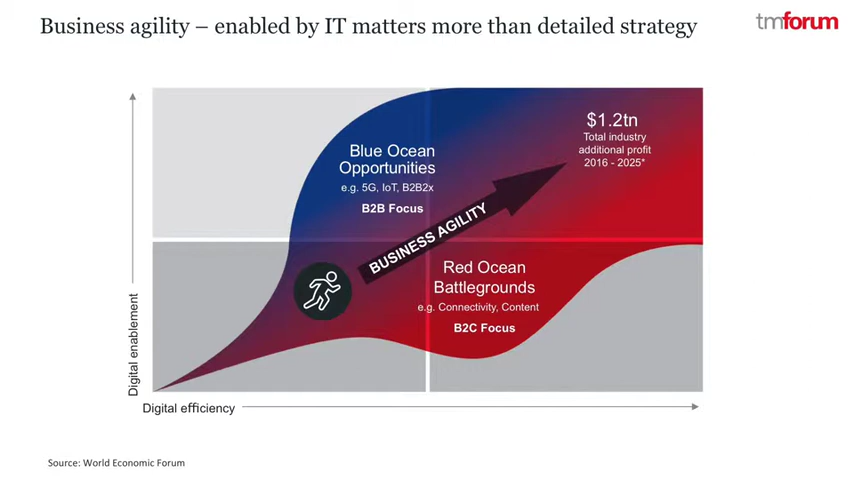 Business agility – enabled by IT matters more than detailed strategy
tmforum
$1.2tn
Total industry
additional profit
2016 - 2025*
Blue Ocean
Opportunities
e.g. 5G, IoT, B2B2x
B2B Focus
BUSINESS AGILITY
Red Ocean
Battlegrounds
e.g. Connectivity, Content
B2C Focus
Digital enablement
Digital efficiency
Source: World Economic Forum